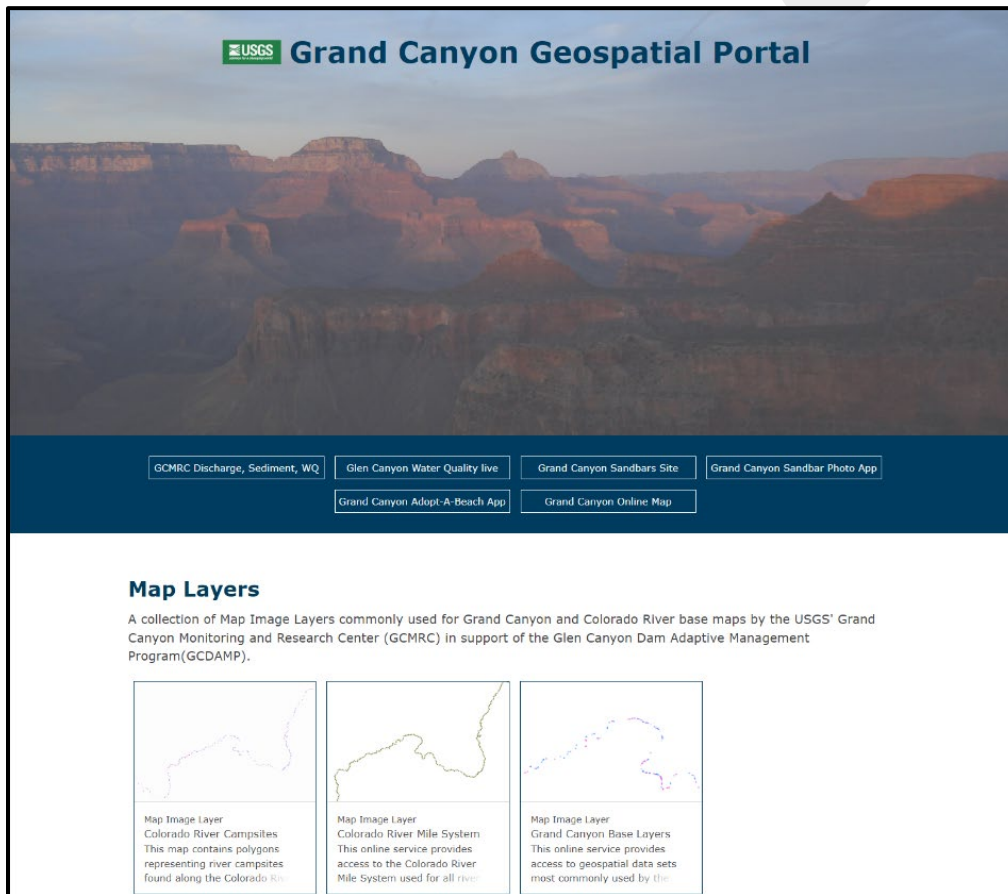 USGS Grand Canyon Geospatial Portal
GCMRC Discharge, Sediment, WQ
Glen Canyon Water Quality live
Grand Canyon Sandbars Site
Grand Canyon Sandbar Photo App
Grand Canyon Adopt-A-Beach App
Grand Canyon Online Map
Map Layers
A collection of Map Image Layers commonly used for Grand Canyon and Colorado River base maps by the USGS' Grand
Canyon Monitoring and Research Center (GCMRC) in support of the Glen Canyon Dam Adaptive Management
Program(GCDAMP).
Map Image Layer
Colorado River Campsites
This map contains polygons
representing river campsites
found along the Colorado
Map Image Layer
Colorado River Mile System
This online service provides
access to the Colorado River
Mile System used for all river
Map Image Layer
Grand Canyon Base Layers
This online service provides
access to geospatial data sets
most commonly used by the